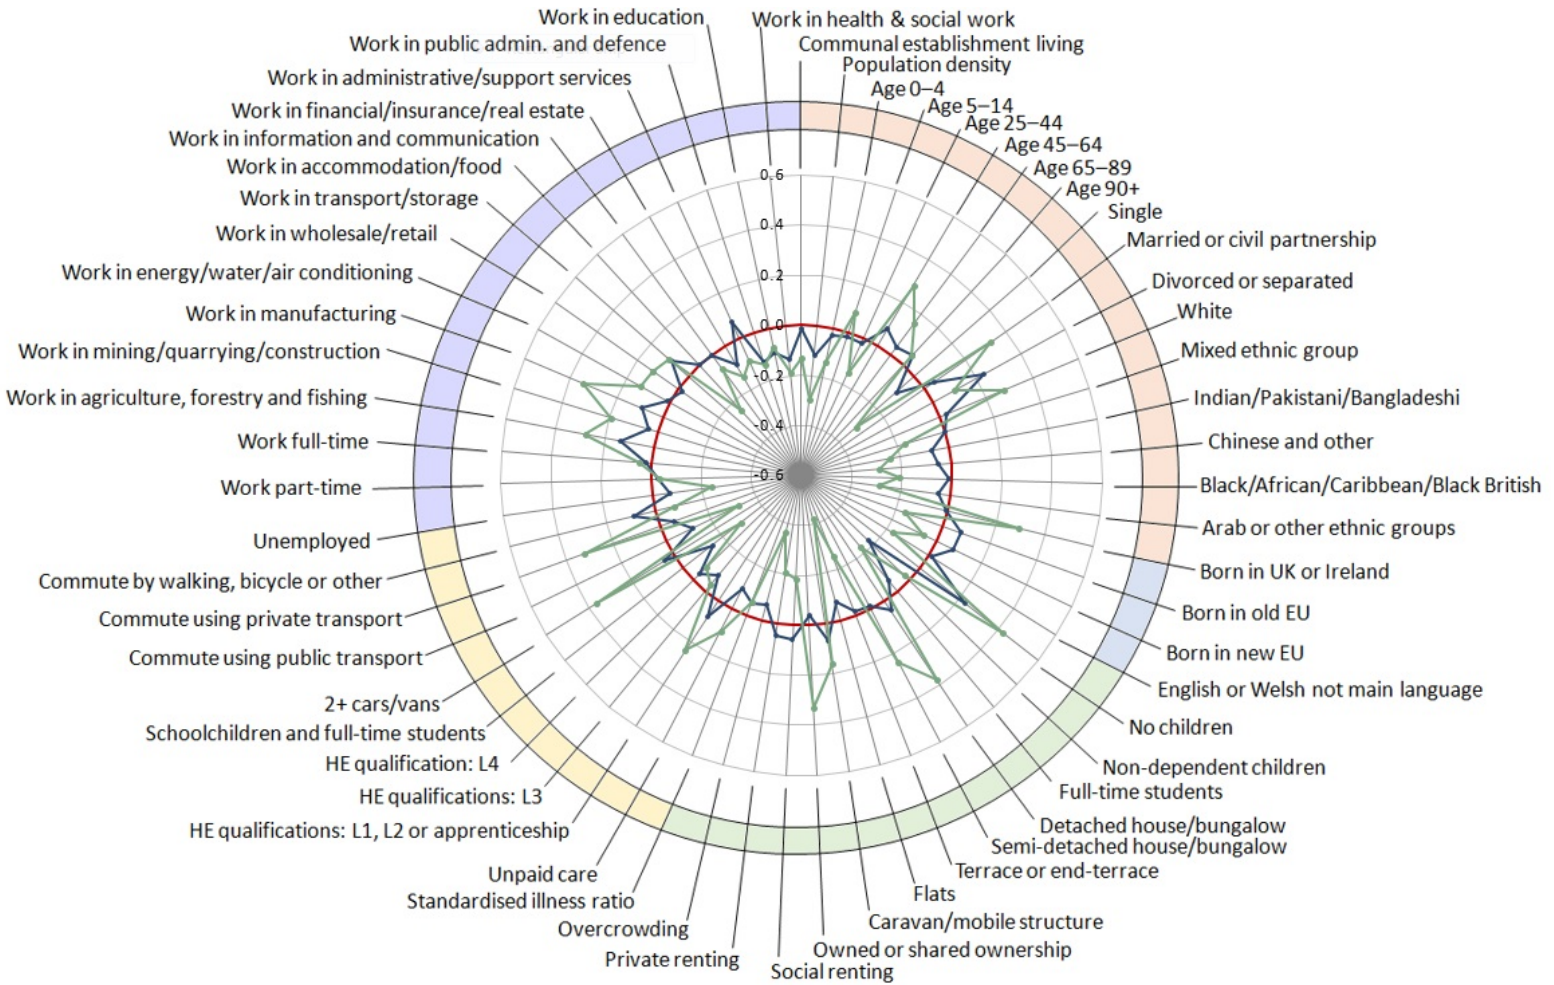 Work in education
Work in health & social work
Work in public admin. and defence
Communal establishment living
Population density
Work in administrative/support services
Age 0–4
Work in financial/insurance/real estate
Age 5–14
Age 25–44
Work in information and communication
Age 45–64
Work in accommodation/food
Age 65–89
Age 90+
Work in transport/storage
Single
Work in wholesale/retail
Married or civil partnership
Work in energy/water/air conditioning
Divorced or separated
Work in manufacturing
White
Work in mining/quarrying/construction
Mixed ethnic group
Work in agriculture, forestry and fishing
Indian/Pakistani/Bangladeshi
Work full-time
Chinese and other
Work part-time
Black/African/Caribbean/Black British
Unemployed
Arab or other ethnic groups
Commute by walking, bicycle or other
Born in UK or Ireland
Commute using private transport
Born in old EU
Commute using public transport
Born in new EU
2+ cars/vans
English or Welsh not main language
Schoolchildren and full-time students
No children
HE qualification: L4
Non-dependent children
HE qualifications: L3
Full-time students
HE qualifications: L1, L2 or apprenticeship
Detached house/bungalow
Semi-detached house/bungalow
Unpaid care
Terrace or end-terrace
Standardised illness ratio
Flats
Overcrowding
Caravan/mobile structure
Private renting
Owned or shared ownership
Social renting
0.6
0.4
0.2
0.0
-0.2
-0.4
-0.6